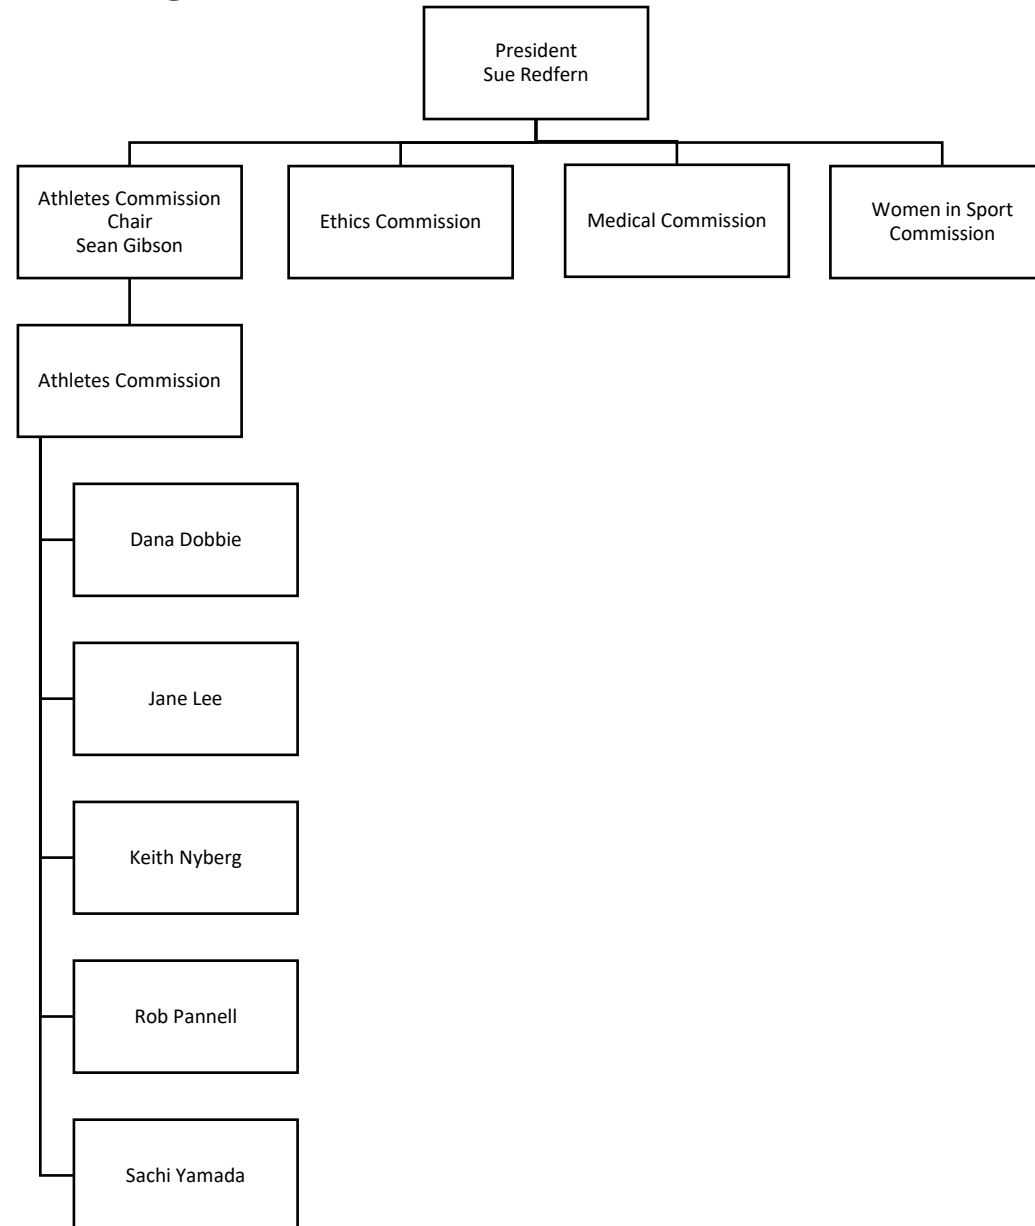 President
Sue Redfern
Athletes Commission
Chair
Sean Gibson
Ethics Commission
Medical Commission
Women in Sport
Commission
Athletes Commission
Dana Dobbie
Jane Lee
Keith Nyberg
Rob Pannell
Sachi Yamada